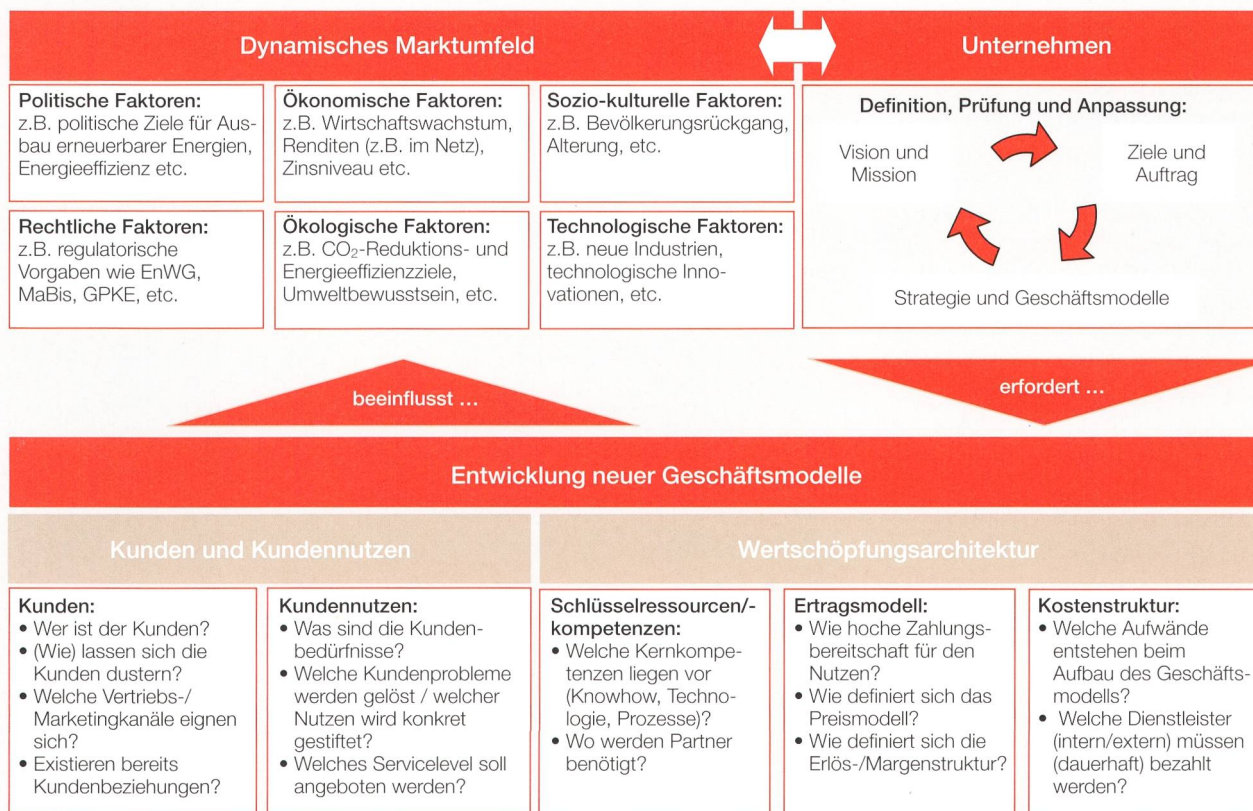 Dynamisches Marktumfeld
Unternehmen
Politische Faktoren:
z.B. politische Ziele für Aus-
bau erneuerbarer Energien,
Energieeffizienz etc.
Ökonomische Faktoren:
z.B. Wirtschaftswachstum,
Renditen (z.B. im Netz),
Zinsniveau etc.
Sozio-kulturelle Faktoren:
z.B. Bevölkerungsrückgang,
Alterung, etc.
Rechtliche Faktoren:
z.B. regulatorische
Vorgaben wie EnWG,
MaBis, GPKE, etc.
Ökologische Faktoren:
z.B. CO₂-Reduktions- und
Energieeffizienzziele,
Umweltbewusstsein, etc.
Technologische Faktoren:
z.B. neue Industrien,
technologische Inno-
vationen, etc.
Definition, Prüfung und Anpassung:
Vision und
Mission
Ziele und
Auftrag
Strategie und Geschäftsmodelle
beeinflusst ...
erfordert ...
Entwicklung neuer Geschäftsmodelle
Kunden und Kundennutzen
Wertschöpfungsarchitektur
Kunden:
• Wer ist der Kunden?
• (Wie) lassen sich die
Kunden dustern?
• Welche Vertriebs-/
Marketingkanäle eignen
sich?
• Existieren bereits
Kundenbeziehungen?
Kundennutzen:
• Was sind die Kunden-
bedürfnisse?
• Welche Kundenprobleme
werden gelöst / welcher
Nutzen wird konkret
gestiftet?
• Welches Servicelevel soll
angeboten werden?
Schlüsselressourcen/-
kompetenzen:
• Welche Kernkompe-
tenzen liegen vor
(Knowhow, Techno-
logie, Prozesse)?
• Wo werden Partner
benötigt?
Ertragsmodell:
• Wie hoche Zahlungs-
bereitschaft für den
Nutzen?
• Wie definiert sich das
Preismodell?
• Wie definiert sich die
Erlös-/Margenstruktur?
Kostenstruktur:
• Welche Aufwände
entstehen beim
Aufbau des Geschäfts-
modells?
• Welche Dienstleister
(intern/extern) müssen
(dauerhaft) bezahlt
werden?